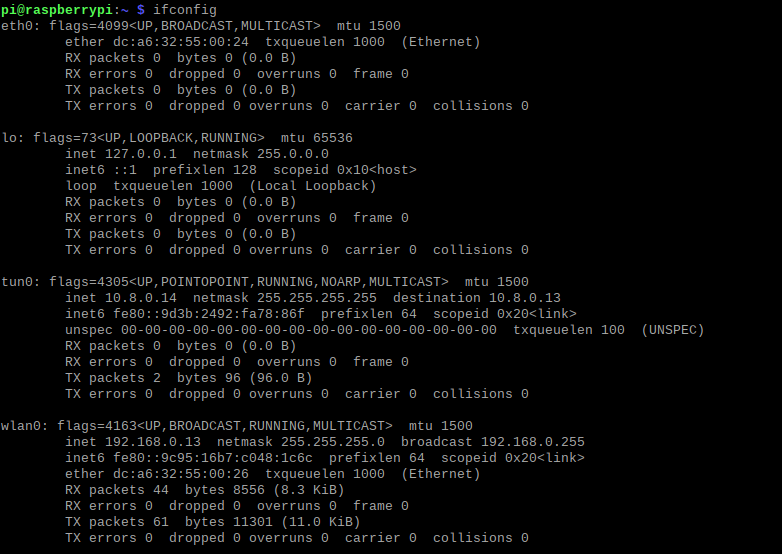 pi@raspberrypi:~ $ ifconfig
eth0: flags=4099<UP,BROADCAST,MULTICAST>  mtu 1500
        ether dc:a6:32:55:00:24  txqueuelen 1000  (Ethernet)
        RX packets 0  bytes 0 (0.0 B)
        RX errors 0  dropped 0  overruns 0  frame 0
        TX packets 0  bytes 0 (0.0 B)
        TX errors 0  dropped 0 overruns 0  carrier 0  collisions 0

lo: flags=73<UP,LOOPBACK,RUNNING>  mtu 65536
        inet 127.0.0.1  netmask 255.0.0.0
        inet6 ::1  prefixlen 128  scopeid 0x10<host>
        loop  txqueuelen 1000  (Local Loopback)
        RX packets 0  bytes 0 (0.0 B)
        RX errors 0  dropped 0  overruns 0  frame 0
        TX packets 0  bytes 0 (0.0 B)
        TX errors 0  dropped 0 overruns 0  carrier 0  collisions 0

tun0: flags=4305<UP,POINTOPOINT,RUNNING,NOARP,MULTICAST>  mtu 1500
        inet 10.8.0.14  netmask 255.255.255.255  destination 10.8.0.13
        inet6 fe80::9d3b:2492:fa78:86f  prefixlen 64  scopeid 0x20<link>
        unspec 00-00-00-00-00-00-00-00-00-00-00-00-00-00-00-00  txqueuelen 100  (UNSPEC)
        RX packets 0  bytes 0 (0.0 B)
        RX errors 0  dropped 0  overruns 0  frame 0
        TX packets 2  bytes 96 (96.0 B)
        TX errors 0  dropped 0 overruns 0  carrier 0  collisions 0

wlan0: flags=4163<UP,BROADCAST,RUNNING,MULTICAST>  mtu 1500
        inet 192.168.0.13  netmask 255.255.255.0  broadcast 192.168.0.255
        inet6 fe80::9c95:16b7:c048:1c6c  prefixlen 64  scopeid 0x20<link>
        ether dc:a6:32:55:00:26  txqueuelen 1000  (Ethernet)
        RX packets 44  bytes 8556 (8.3 KiB)
        RX errors 0  dropped 0  overruns 0  frame 0
        TX packets 61  bytes 11301 (11.0 KiB)
        TX errors 0  dropped 0 overruns 0  carrier 0  collisions 0